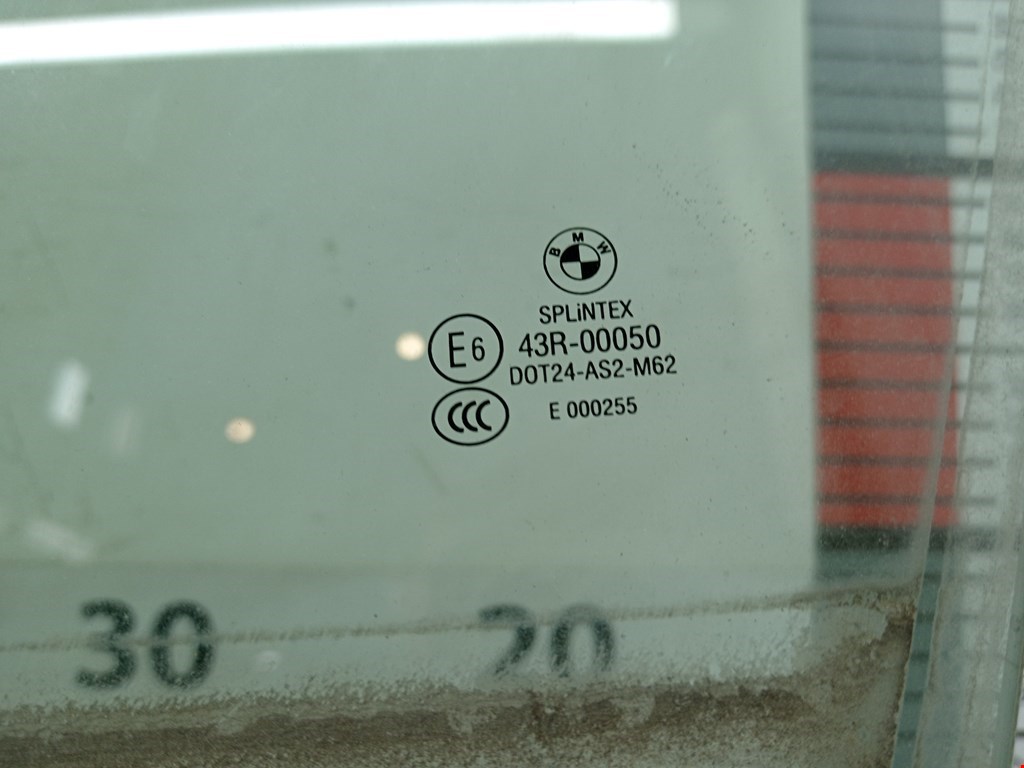 BMW
SPLiNTEX
E6 43R-00050
DOT24-AS2-M62
CCC E 000255
30 20